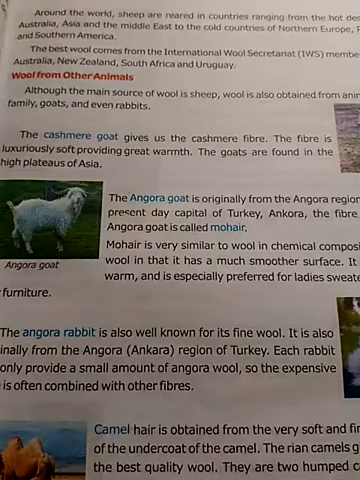 Around the world, sheep are reared in countries ranging from the hot
Australia, Asia and the middle East to the cold countries of Northern Europe,
and Southern America.
The best wool comes from the International Wool Secretariat (IWS)
Australia, New Zealand, South Africa and Uruguay.
Wool from Other Animals
Although the main source of wool is sheep, wool is also obtained from
family, goats, and even rabbits.
The cashmere goat gives us the cashmere fibre. The fibre is
luxuriously soft providing great warmth. The goats are found in the
high plateaus of Asia.
The Angora goat is originally from the Angora
present day capital of Turkey, Ankora, the fibre
Angora goat is called mohair.
Mohair is very similar to wool in chemical
wool in that it has a much smoother surface. It
warm, and is especially preferred for ladies
Angora goat
furniture.
The angora rabbit is also well known for its fine wool. It is also
inally from the Angora (Ankara) region of Turkey. Each rabbit
only provide a small amount of angora wool, so the expensive
is often combined with other fibres.
Camel hair is obtained from the very soft and
of the undercoat of the camel. The rian camels
the best quality wool. They are two humped